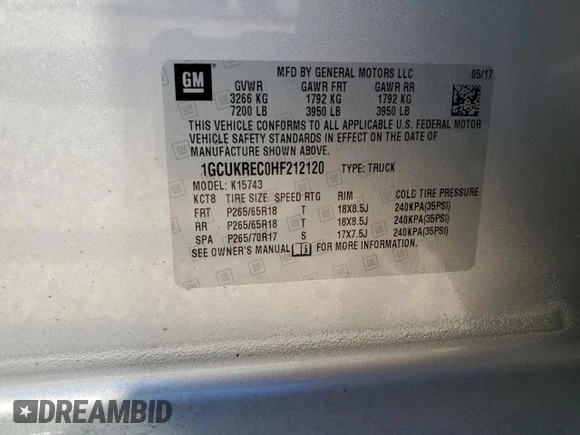 GM
MFD BY GENERAL MOTORS LLC 05/17
GVWR GAWR FRT GAWR RR
3266 KG 1792 KG 1792 KG
7200 LB 3950 LB 3950 LB
THIS VEHICLE CONFORMS TO ALL APPLICABLE U.S. FEDERAL MOTOR
VEHICLE SAFETY STANDARDS IN EFFECT ON THE DATE OF
MANUFACTURE SHOWN ABOVE.
1GCUKREC0HF212120 TYPE: TRUCK
MODEL: K15743
KCT8 TIRE SIZE SPEED RTG RIM COLD TIRE PRESSURE
FRT P265/65R18 T 18X8.5J 240KPA(35PSI)
RR P265/65R18 T 18X8.5J 240KPA(35PSI)
SPA P265/70R17 S 17X7.5J 240KPA(35PSI)
SEE OWNER'S MANUAL i FOR MORE INFORMATION.
DREAMBID